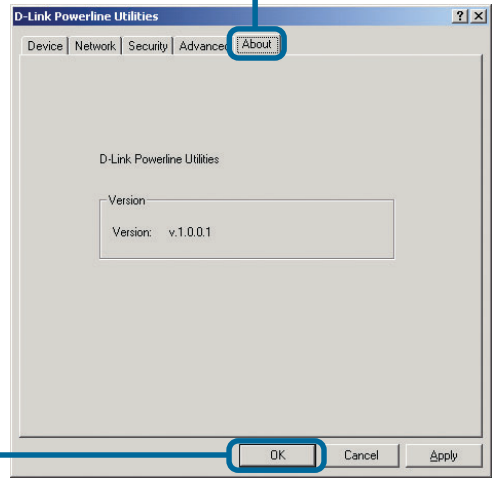 D-Link Powerline Utilities ? X
Device Network Security Advanced About
D-Link Powerline Utilities
Version
Version: v.1.0.0.1
OK Cancel Apply